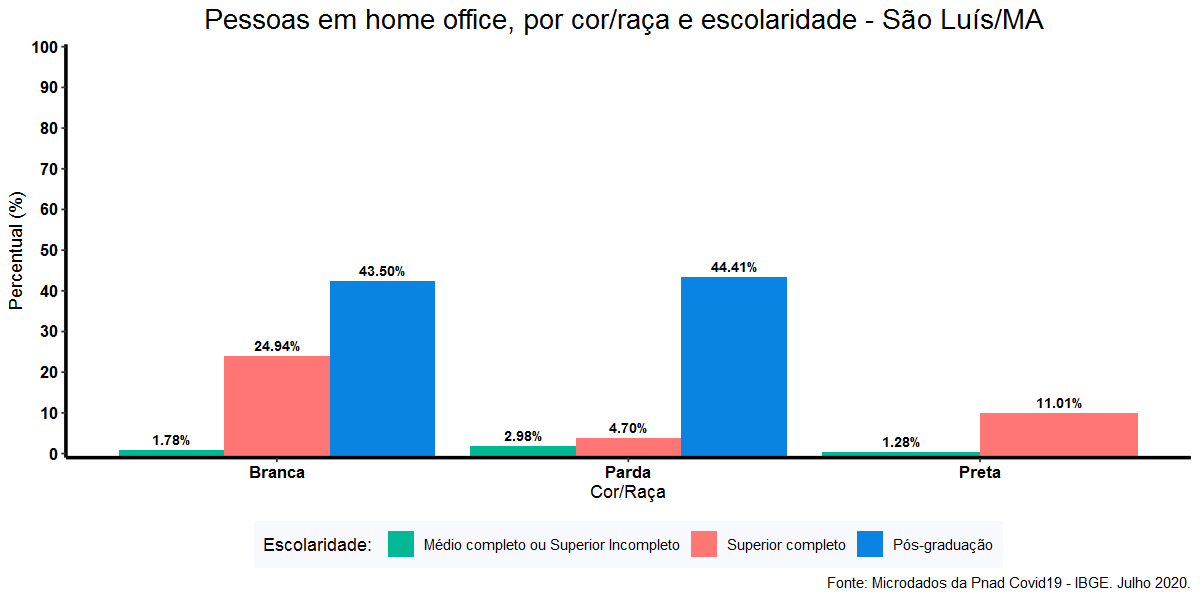 Pessoas em home office, por cor/raça e escolaridade - São Luís/MA
Percentual (%)
100
90
80
70
60
50
40
30
20
10
0
1.78%
24.94%
43.50%
2.98%
4.70%
44.41%
1.28%
11.01%
Branca
Parda
Preta
Cor/Raça
Escolaridade: Médio completo ou Superior Incompleto Superior completo Pós-graduação
Fonte: Microdados da Pnad Covid19 - IBGE. Julho 2020.